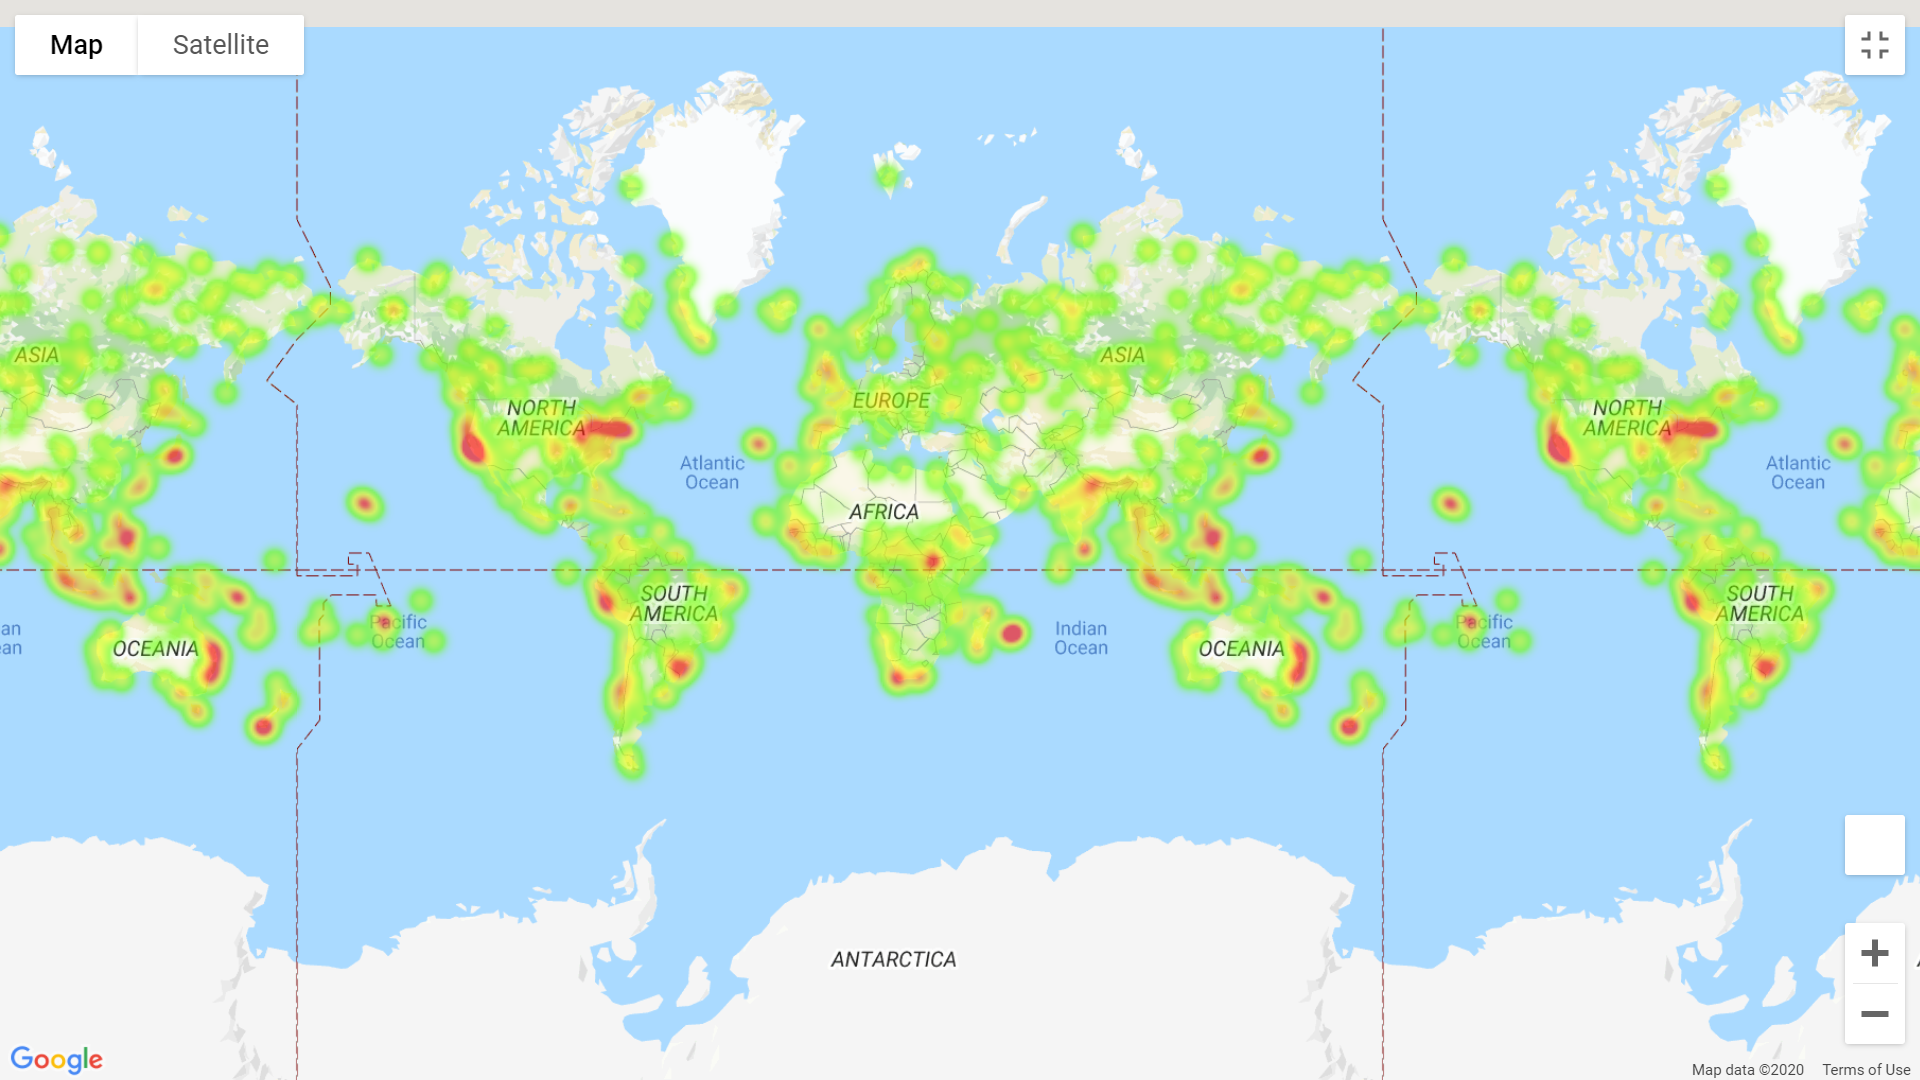 Map
Satellite
ASIA
NORTH
AMERICA
Atlantic
Ocean
EUROPE
AFRICA
ASIA
NORTH
AMERICA
Atlantic
Ocean
an
ean
OCEANIA
Pacific
Ocean
SOUTH
AMERICA
Indian
Ocean
OCEANIA
Pacific
Ocean
SOUTH
AMERICA
ANTARCTICA
Google
Map data ©2020
Terms of Use